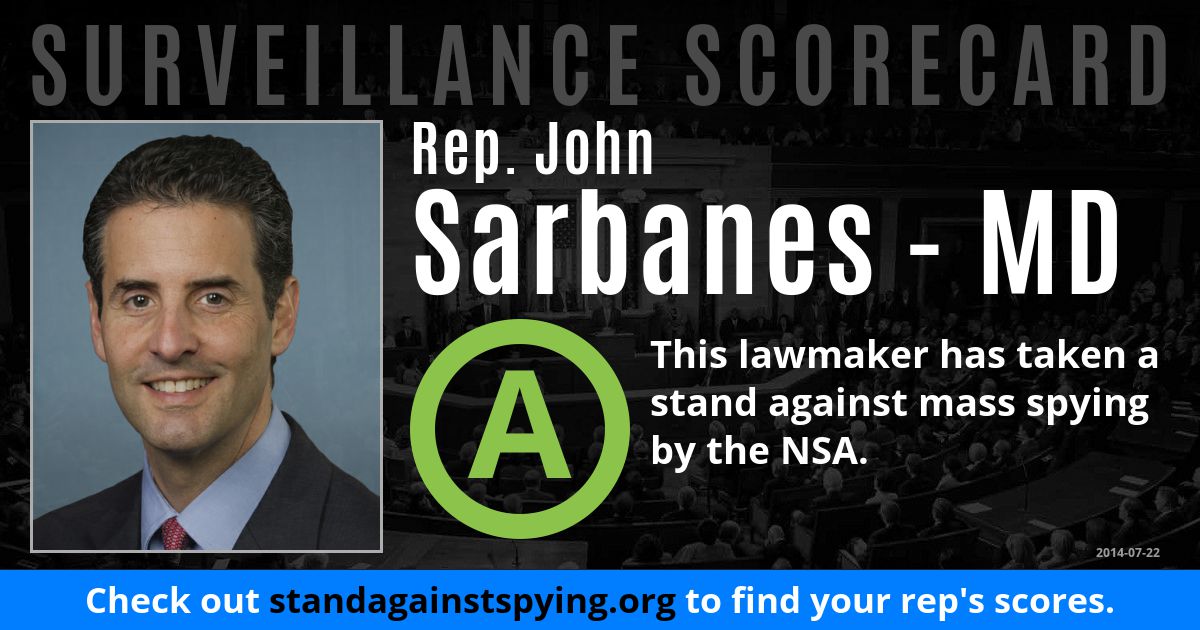 SURVEILLANCE SCORECARD
Rep. John
Sarbanes - MD
A
This lawmaker has taken a
stand against mass spying
by the NSA.
2014-07-22
Check out standagainstspying.org to find your rep's scores.